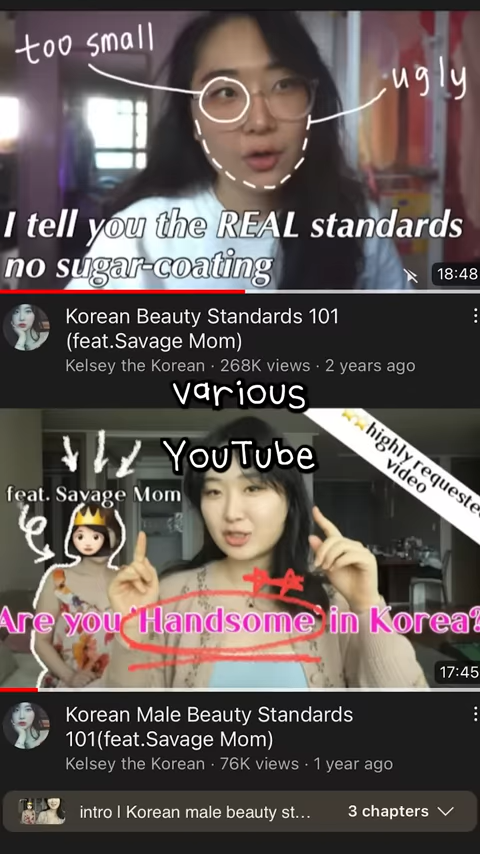 too small
ugly
I tell you the REAL standards
no sugar-coating
18:48
Korean Beauty Standards 101
(feat.Savage Mom)
Kelsey the Korean · 268K views · 2 years ago
various
YouTube
highly requeste
video
feat. Savage Mom
Are you 'Handsome' in Korea?
17:45
Korean Male Beauty Standards
101(feat.Savage Mom)
Kelsey the Korean · 76K views · 1 year ago
intro | Korean male beauty st...
3 chapters